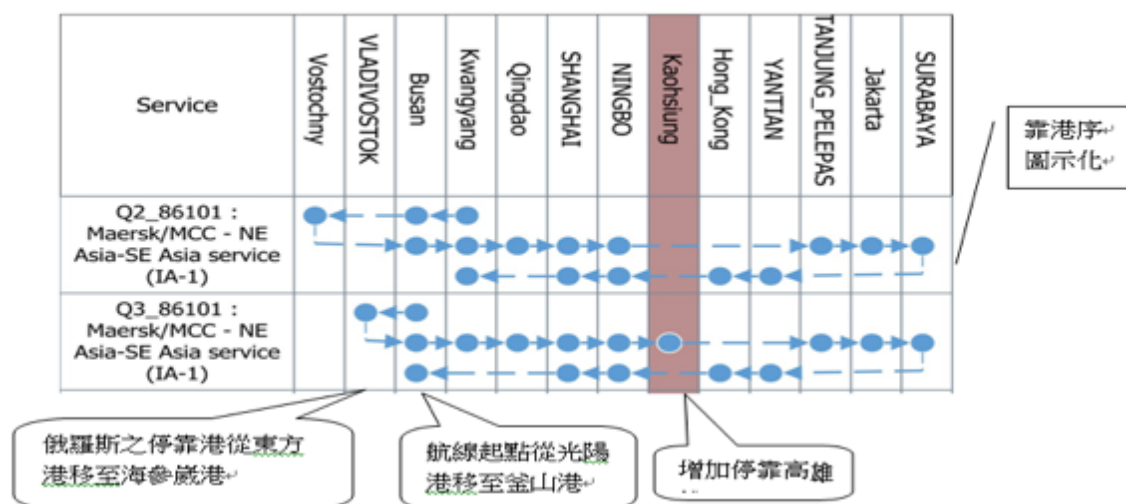 Service
Vostochny
VLADIVOSTOK
Busan
Kwangyang
Qingdao
SHANGHAI
NINGBO
Kaohsiung
Hong_Kong
YANTIAN
TANJUNG_PELEPAS
Jakarta
SURABAYA
靠港序
圖示化
Q2_86101 :
Maersk/MCC - NE
Asia-SE Asia service
(IA-1)
Q3_86101 :
Maersk/MCC - NE
Asia-SE Asia service
(IA-1)
俄羅斯之停靠港從東方
港移至海參崴港
航線起點從光陽
港移至釜山港
增加停靠高雄